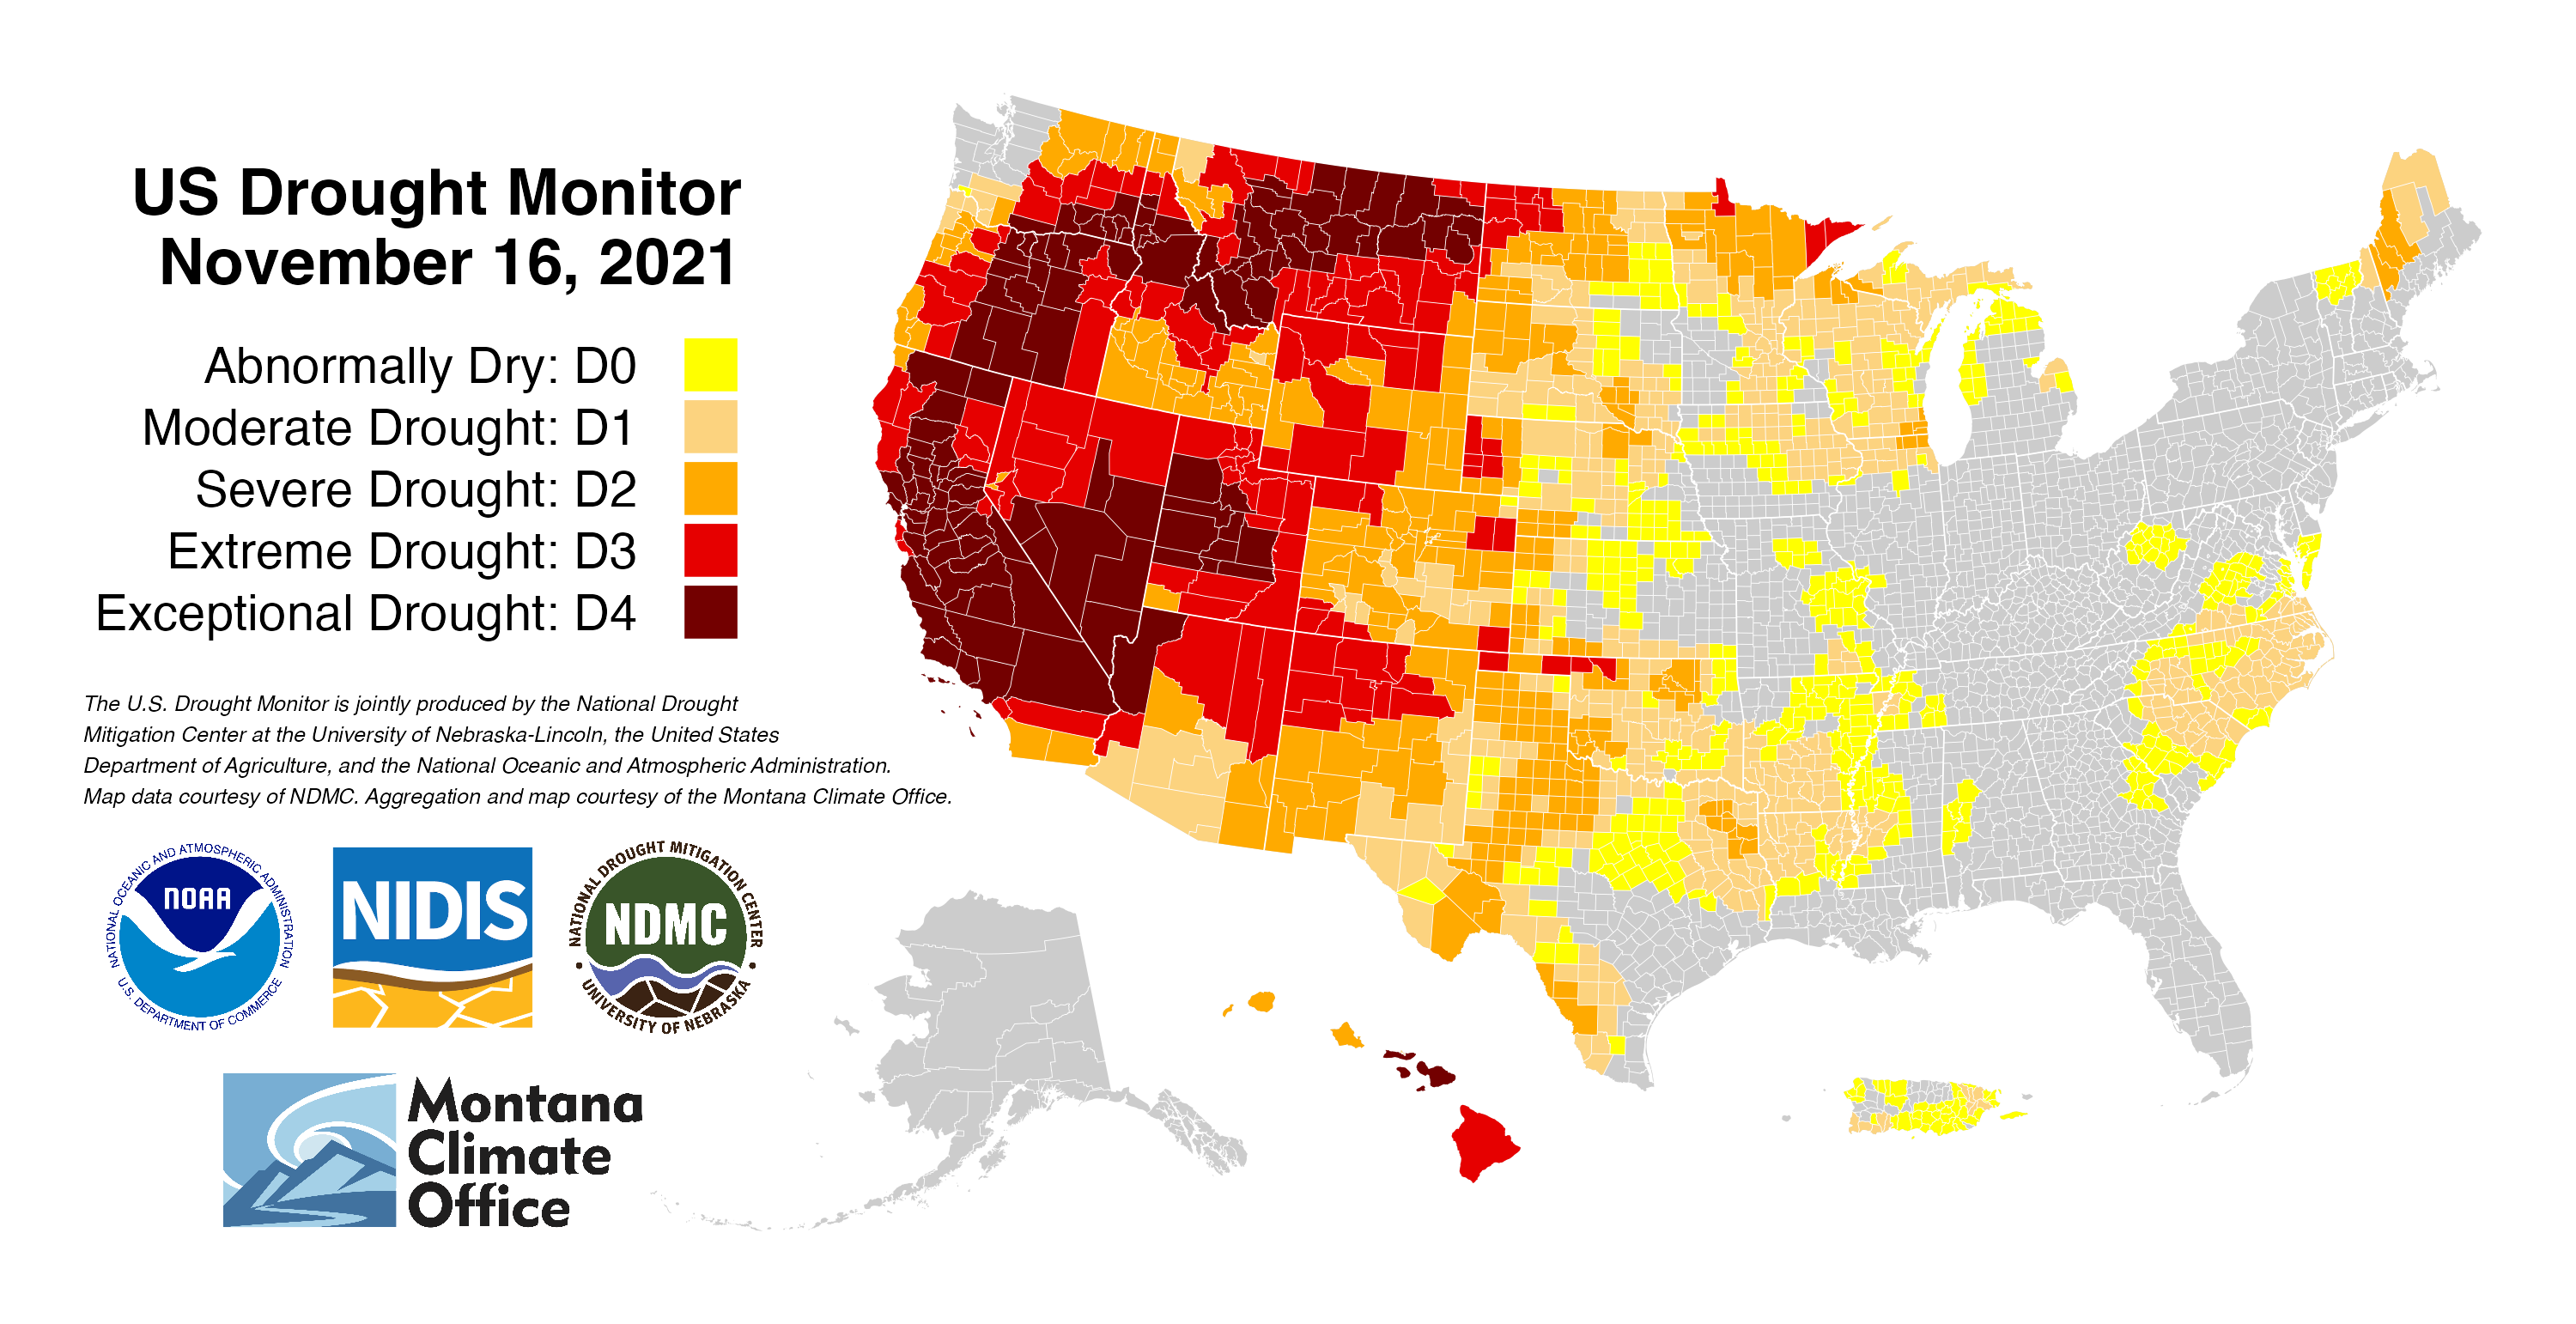 US Drought Monitor
November 16, 2021
Abnormally Dry: D0
Moderate Drought: D1
Severe Drought: D2
Extreme Drought: D3
Exceptional Drought: D4
The U.S. Drought Monitor is jointly produced by the National Drought
Mitigation Center at the University of Nebraska-Lincoln, the United States
Department of Agriculture, and the National Oceanic and Atmospheric Administration.
Map data courtesy of NDMC. Aggregation and map courtesy of the Montana Climate Office.
NATIONAL OCEANIC AND ATMOSPHERIC ADMINISTRATION
NOAA
U.S. DEPARTMENT OF COMMERCE
NIDIS
NATIONAL DROUGHT MITIGATION CENTER
NDMC
UNIVERSITY OF NEBRASKA
Montana
Climate
Office